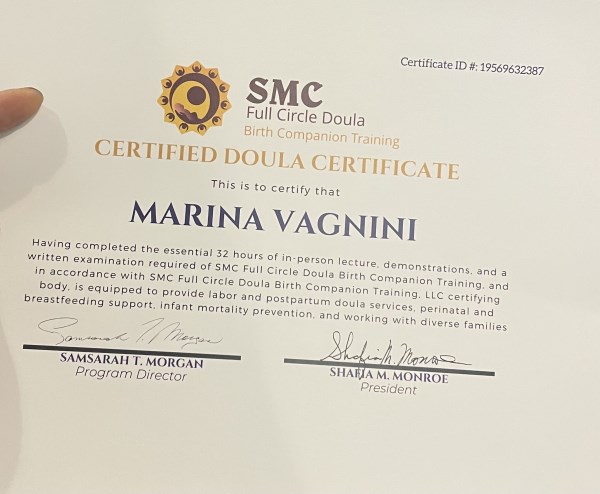 Certificate ID #: 19569632387
SMC
Full Circle Doula
Birth Companion Training
CERTIFIED DOULA CERTIFICATE
This is to certify that
MARINA VAGNINI
Having completed the essential 32 hours of in-person lecture, demonstrations, and a
written examination required of SMC Full Circle Doula Birth Companion Training, and
in accordance with SMC Full Circle Doula Birth Companion Training, LLC certifying
body, is equipped to provide labor and postpartum doula services, perinatal and
breastfeeding support, infant mortality prevention, and working with diverse families
Samsarah T. Morgan
Shafia M. Monroe
SAMSARAH T. MORGAN
SHAFIA M. MONROE
Program Director
President